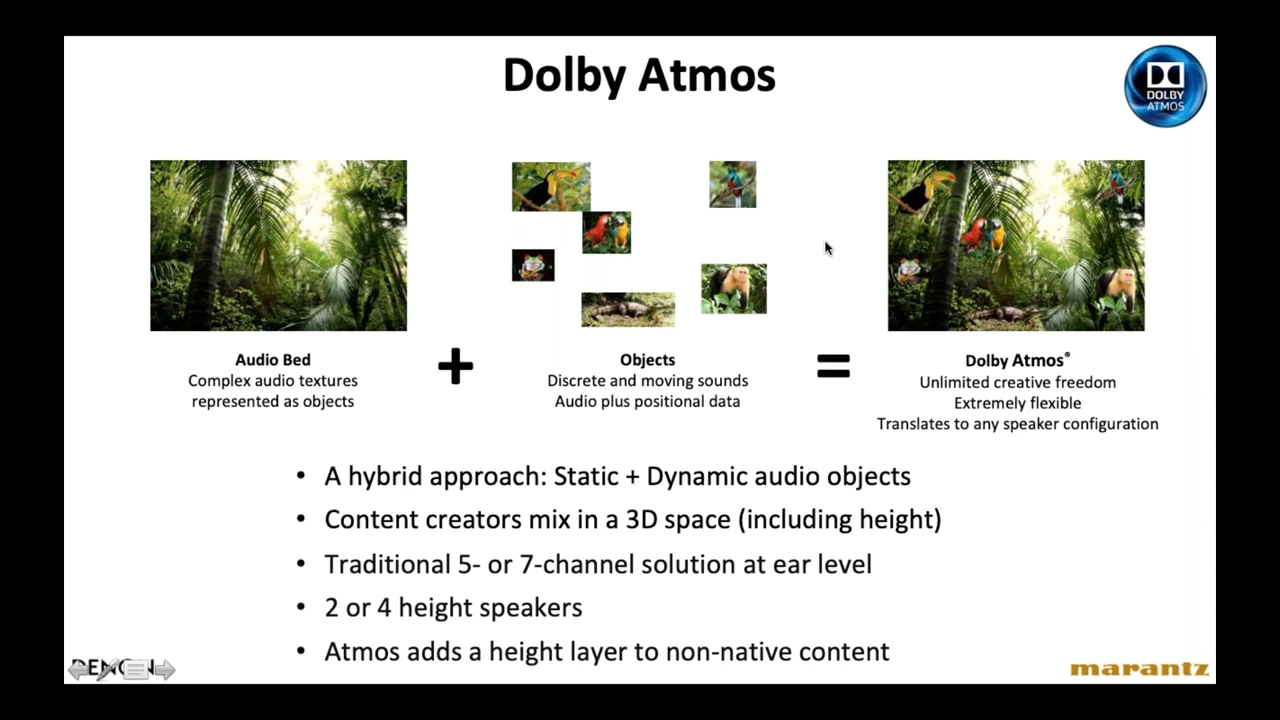 Dolby Atmos
DOLBY
ATMOS
Audio Bed
Complex audio textures
represented as objects
+
Objects
Discrete and moving sounds
Audio plus positional data
=
Dolby Atmos®
Unlimited creative freedom
Extremely flexible
Translates to any speaker configuration
• A hybrid approach: Static + Dynamic audio objects
• Content creators mix in a 3D space (including height)
• Traditional 5- or 7-channel solution at ear level
• 2 or 4 height speakers
• Atmos adds a height layer to non-native content
DENON
marantz